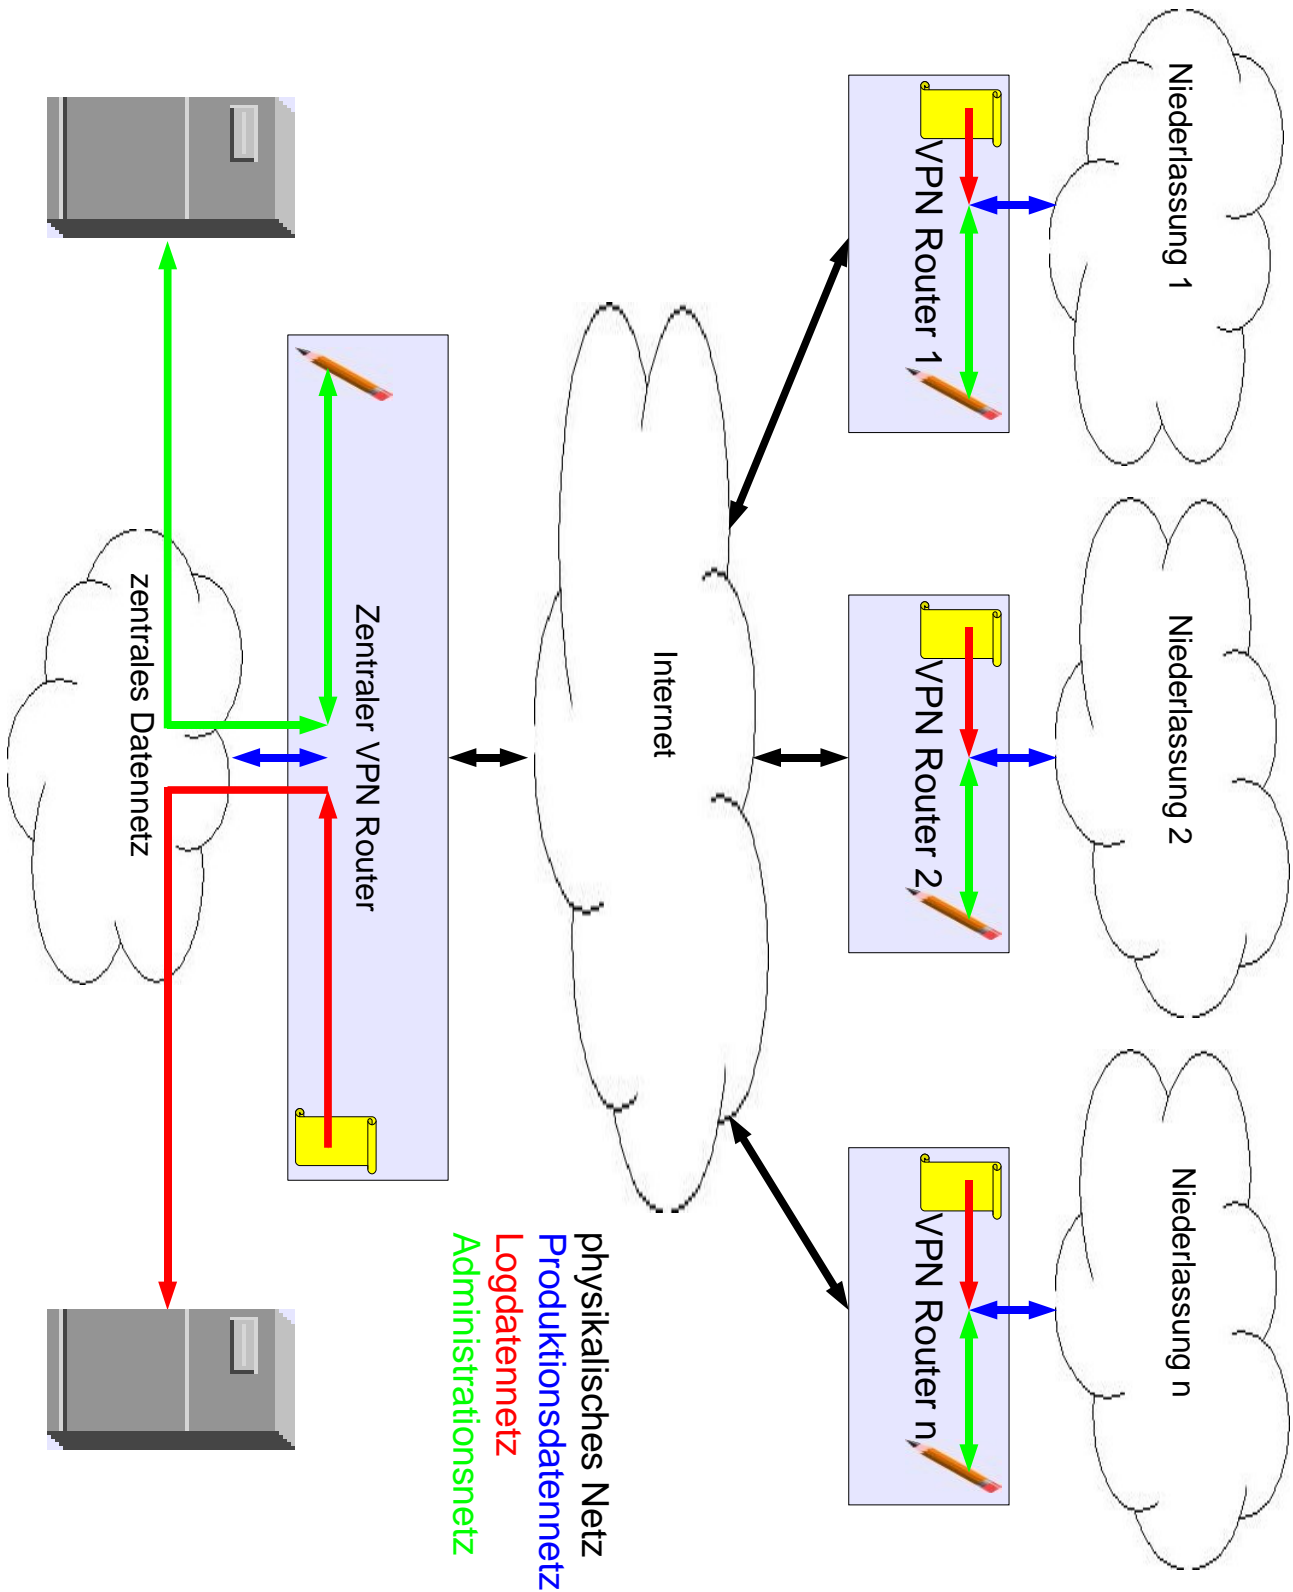 Niederlassung 1
Niederlassung 2
Niederlassung n
VPN Router 1
VPN Router 2
VPN Router n
Internet
Zentraler VPN Router
zentrales Datennetz
physikalisches Netz
Produktionsdatennetz
Logdatennetz
Administrationsnetz